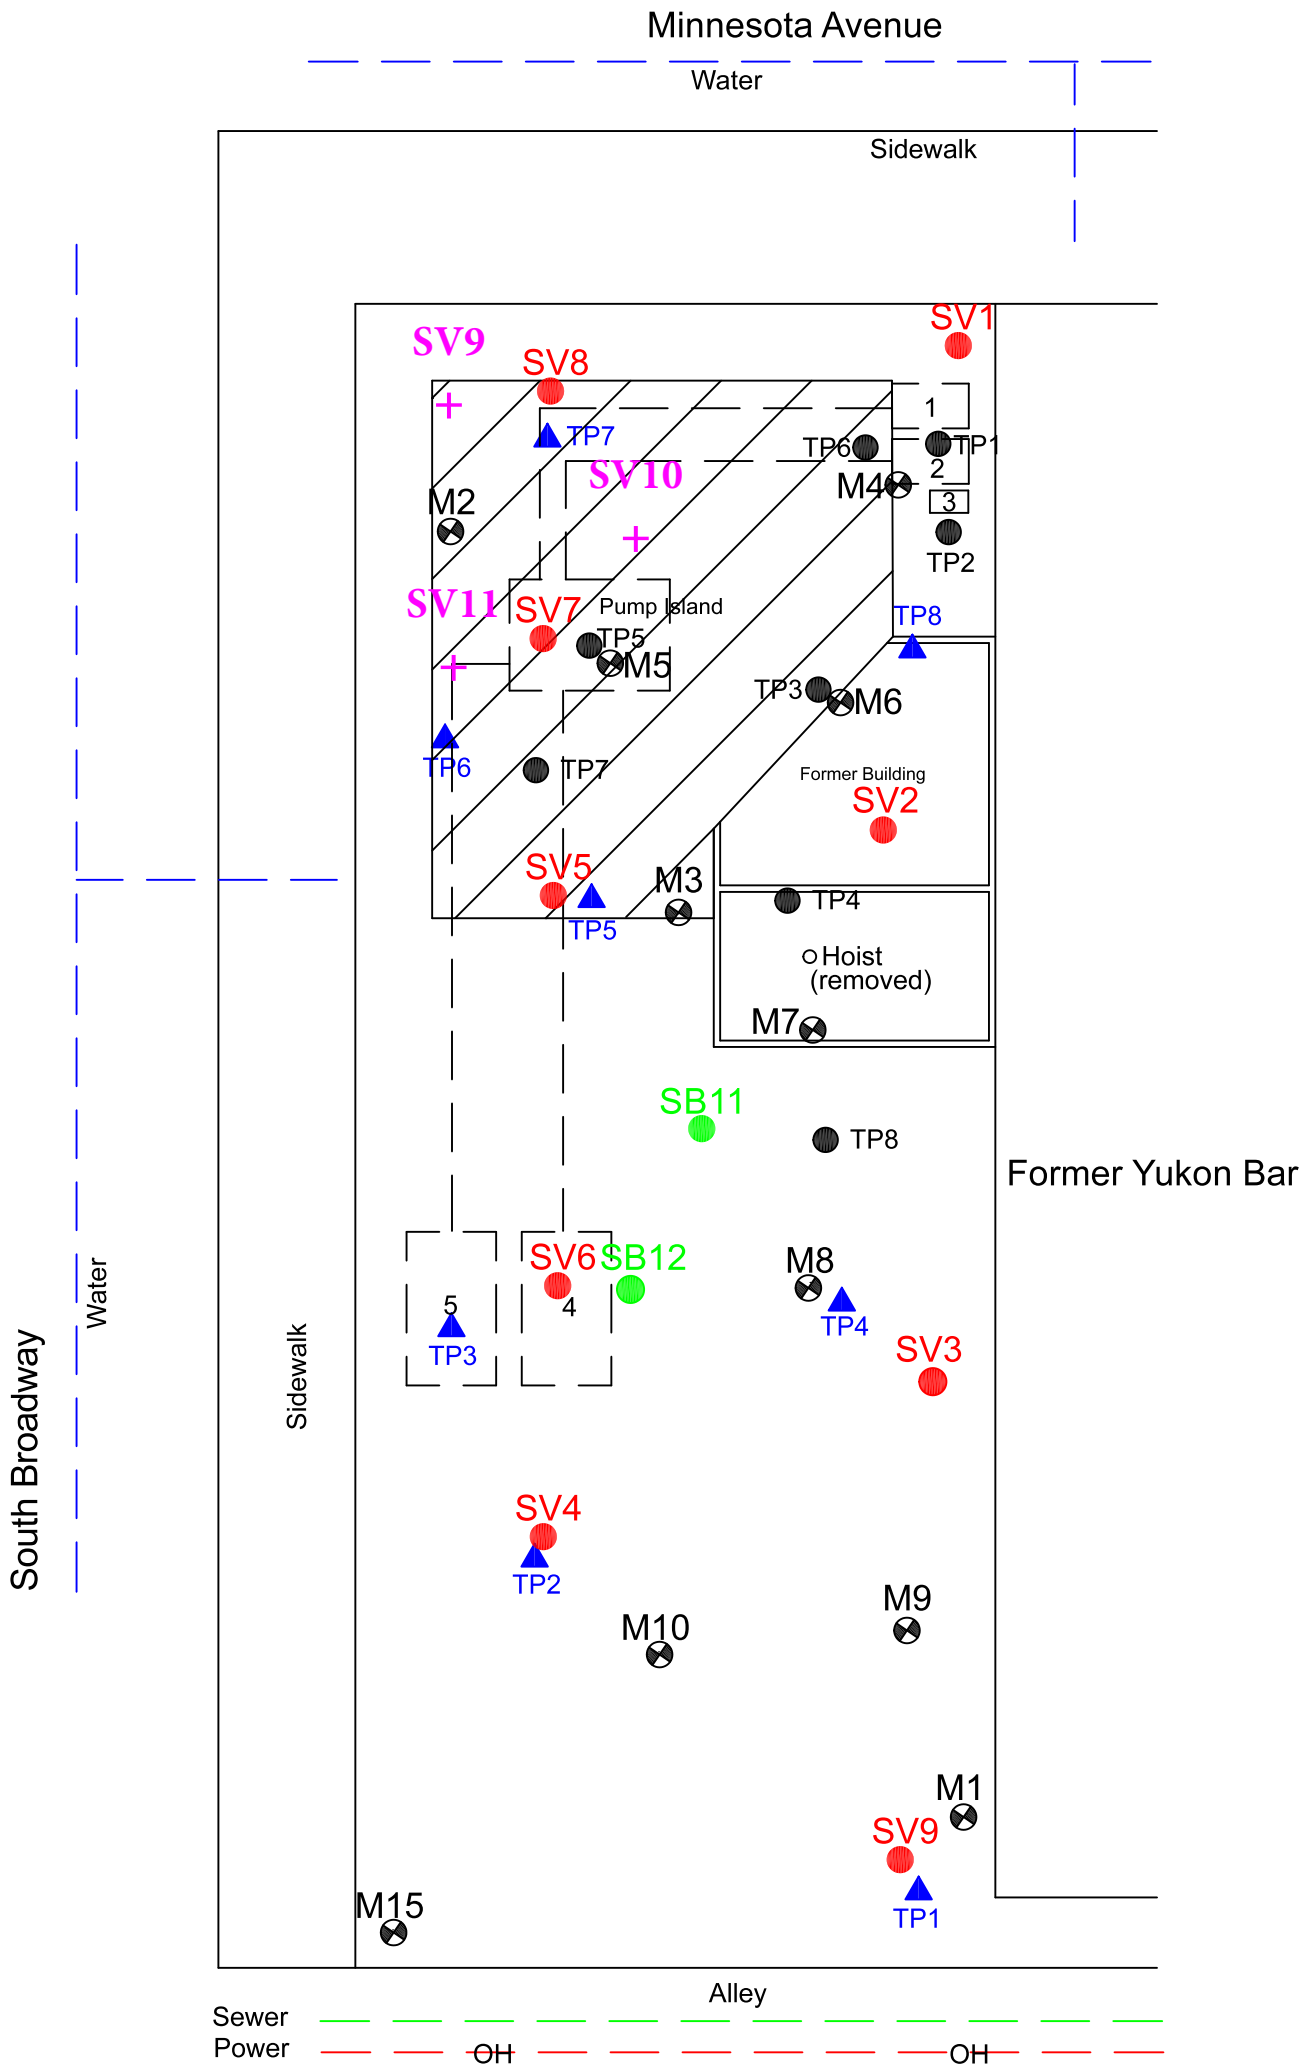 Minnesota Avenue
Water
Sidewalk
SV1
SV9
SV8
1
TP7
TP6
TP1
2
SV10
M4
M2
3
TP2
SV11
SV7
Pump Island
TP8
TP5
M5
TP3
M6
TP6
TP7
Former Building
SV2
SV5
M3
TP4
TP5
Hoist
(removed)
M7
SB11
TP8
Former Yukon Bar
SV6
SB12
M8
Water
5
4
TP4
TP3
SV3
Sidewalk
South Broadway
SV4
TP2
M9
M10
M1
SV9
M15
TP1
Alley
Sewer
Power
OH
OH